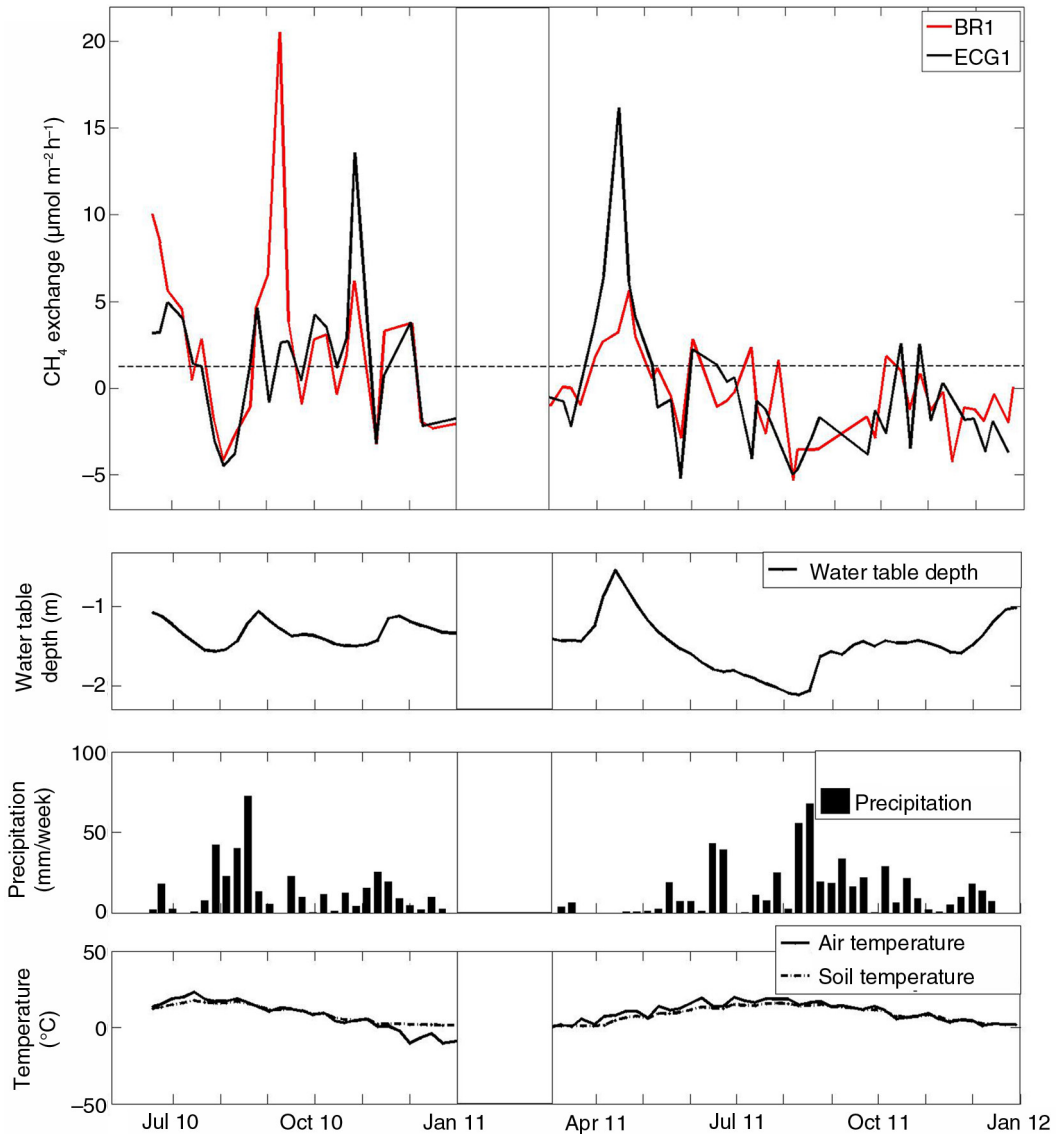 20
15
10
5
0
−5
CH₄ exchange (µmol m⁻² h⁻¹)
BR1
ECG1
−1
−2
Water table
depth (m)
Water table depth
100
50
0
Precipitation
(mm/week)
Precipitation
50
0
−50
Temperature
(°C)
Air temperature
Soil temperature
Jul 10
Oct 10
Jan 11
Apr 11
Jul 11
Oct 11
Jan 12